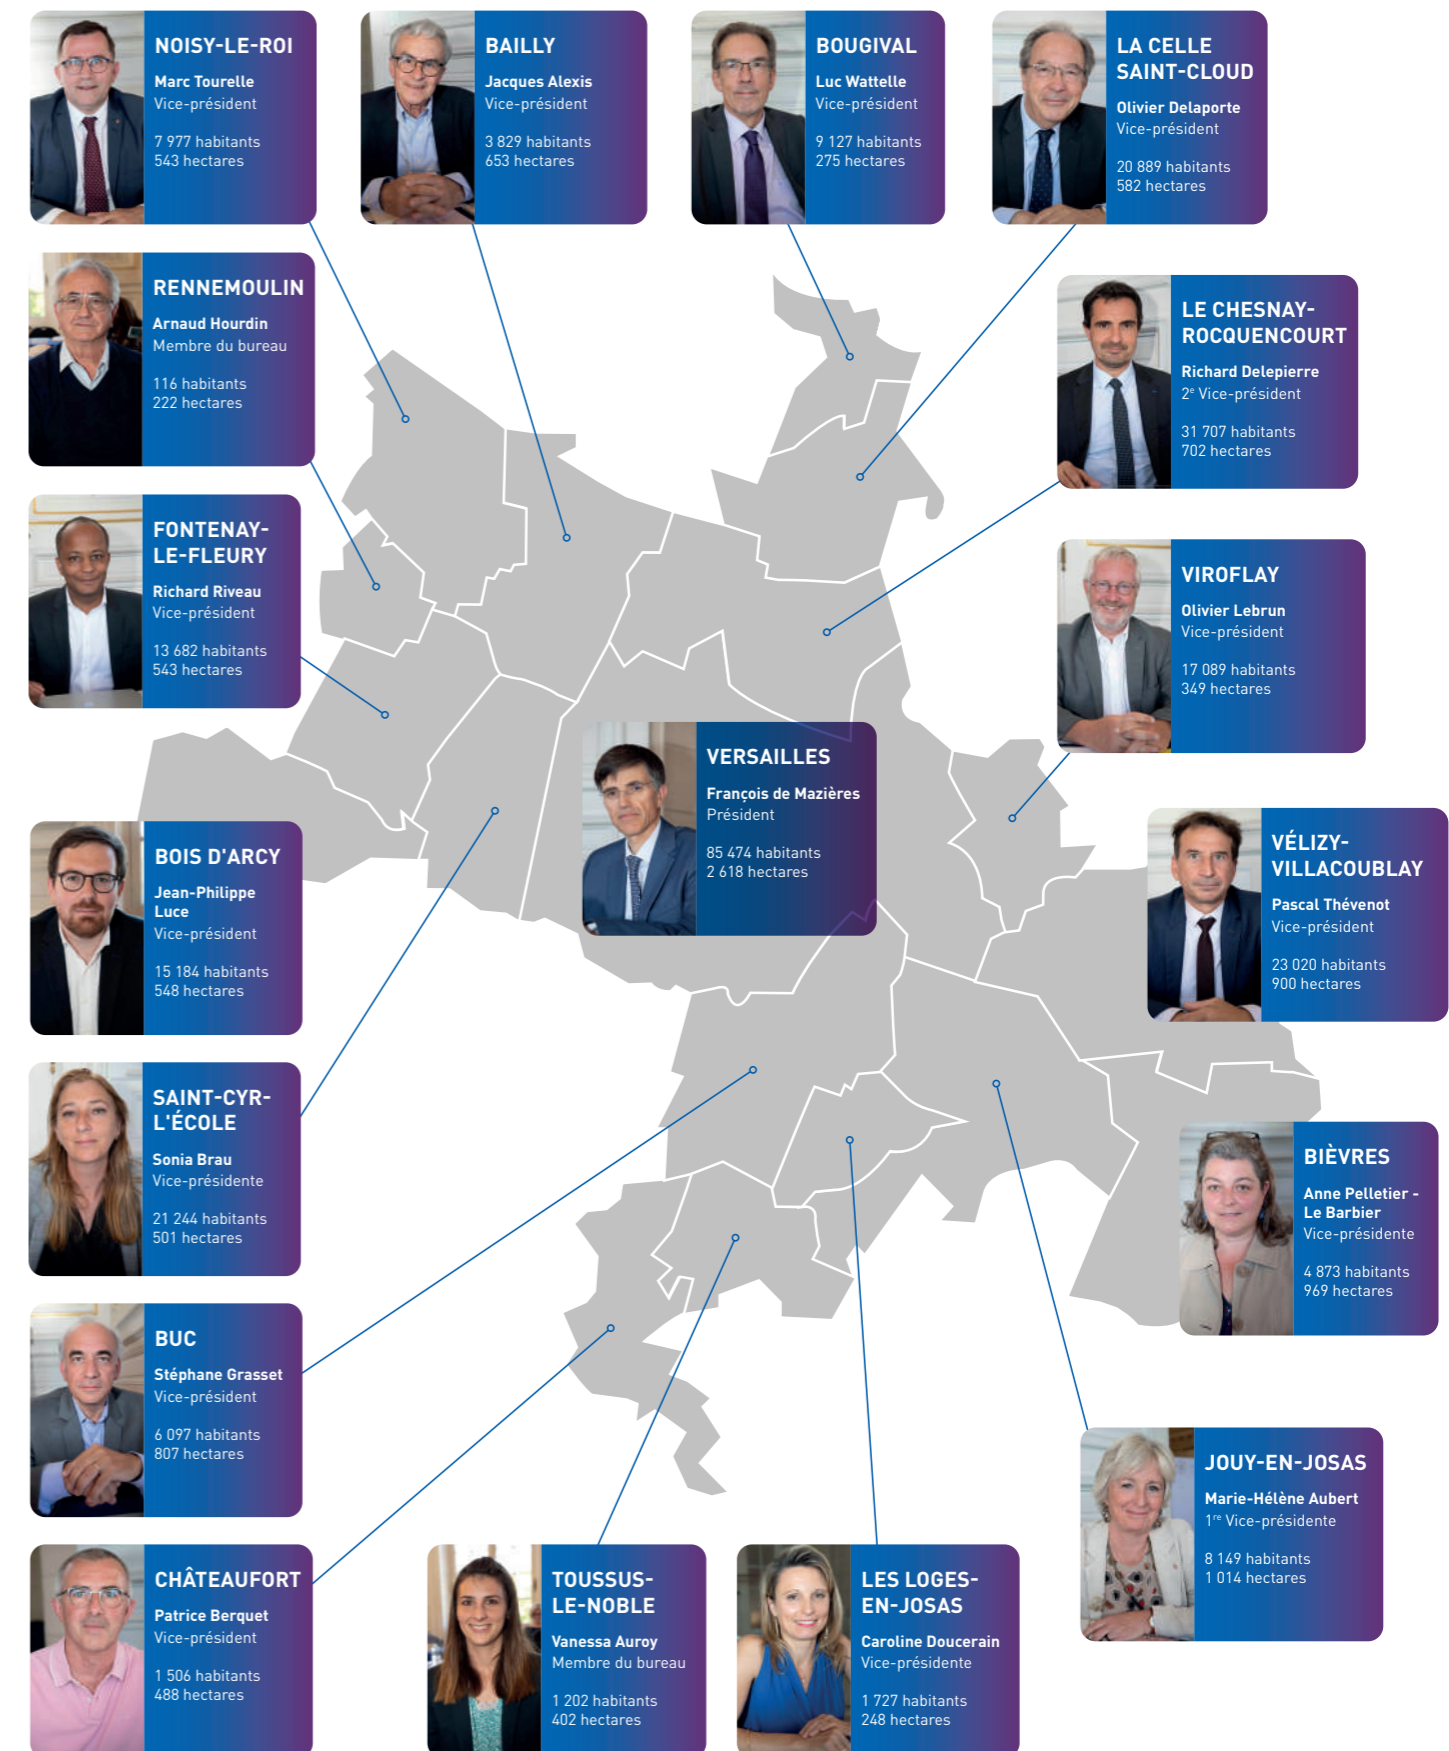 NOISY-LE-ROI
Marc Tourelle
Vice-président
7 977 habitants
543 hectares
BAILLY
Jacques Alexis
Vice-président
3 829 habitants
653 hectares
BOUGIVAL
Luc Wattelle
Vice-président
9 127 habitants
275 hectares
LA CELLE
SAINT-CLOUD
Olivier Delaporte
Vice-président
20 889 habitants
582 hectares
RENNEMOULIN
Arnaud Hourdin
Membre du bureau
116 habitants
222 hectares
LE CHESNAY-
ROCQUENCOURT
Richard Delepierre
2e Vice-président
31 707 habitants
702 hectares
FONTENAY-
LE-FLEURY
Richard Riveau
Vice-président
13 682 habitants
543 hectares
VIROFLAY
Olivier Lebrun
Vice-président
17 089 habitants
349 hectares
VERSAILLES
François de Mazières
Président
85 474 habitants
2 618 hectares
BOIS D'ARCY
Jean-Philippe
Luce
Vice-président
15 184 habitants
548 hectares
VÉLIZY-
VILLACOUBLAY
Pascal Thévenot
Vice-président
23 020 habitants
900 hectares
SAINT-CYR-
L'ÉCOLE
Sonia Brau
Vice-présidente
21 244 habitants
501 hectares
BIÈVRES
Anne Pelletier -
Le Barbier
Vice-présidente
4 873 habitants
969 hectares
BUC
Stéphane Grasset
Vice-président
6 097 habitants
807 hectares
JOUY-EN-JOSAS
Marie-Hélène Aubert
1re Vice-présidente
8 149 habitants
1 014 hectares
CHÂTEAUFORT
Patrice Berquet
Vice-président
1 506 habitants
488 hectares
TOUSSUS-
LE-NOBLE
Vanessa Auroy
Membre du bureau
1 202 habitants
402 hectares
LES LOGES-
EN-JOSAS
Caroline Doucerain
Vice-présidente
1 727 habitants
248 hectares